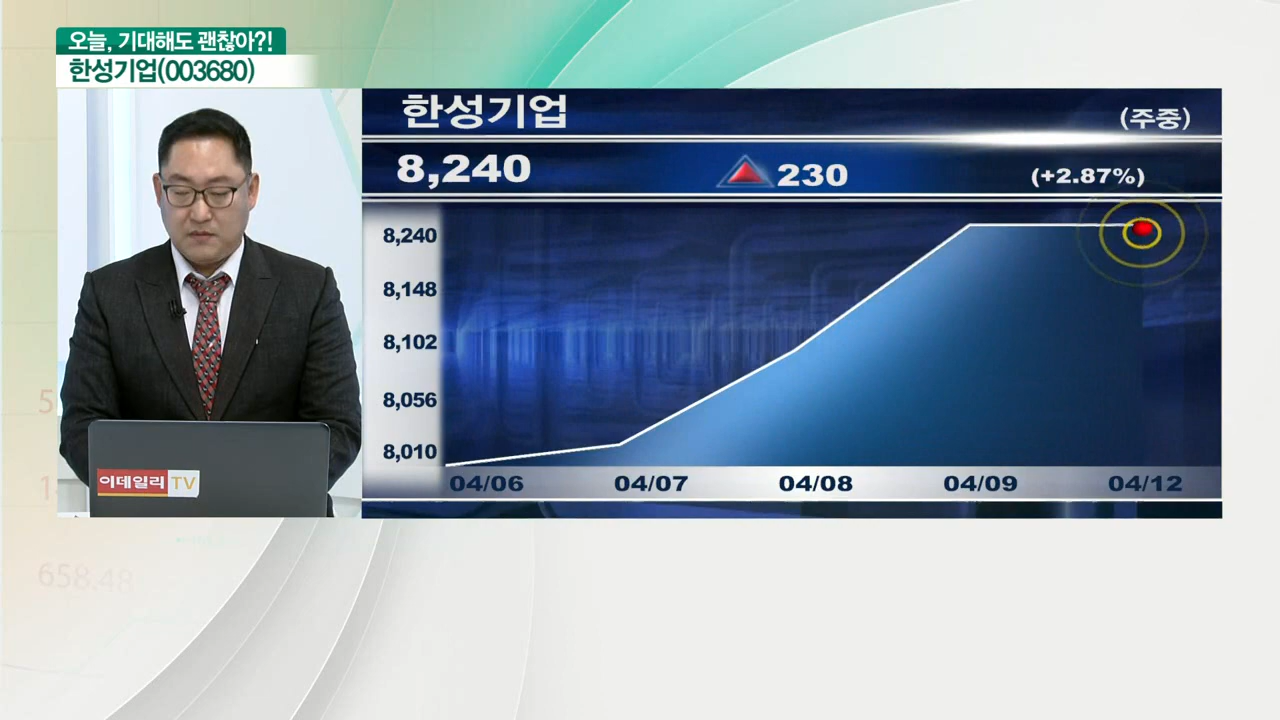 오늘, 기대해도 괜찮아?!
한성기업(003680)
한성기업
(주중)
8,240
230
(+2.87%)
8,240
8,148
8,102
8,056
8,010
04/06
04/07
04/08
04/09
04/12
이데일리 TV
658.48